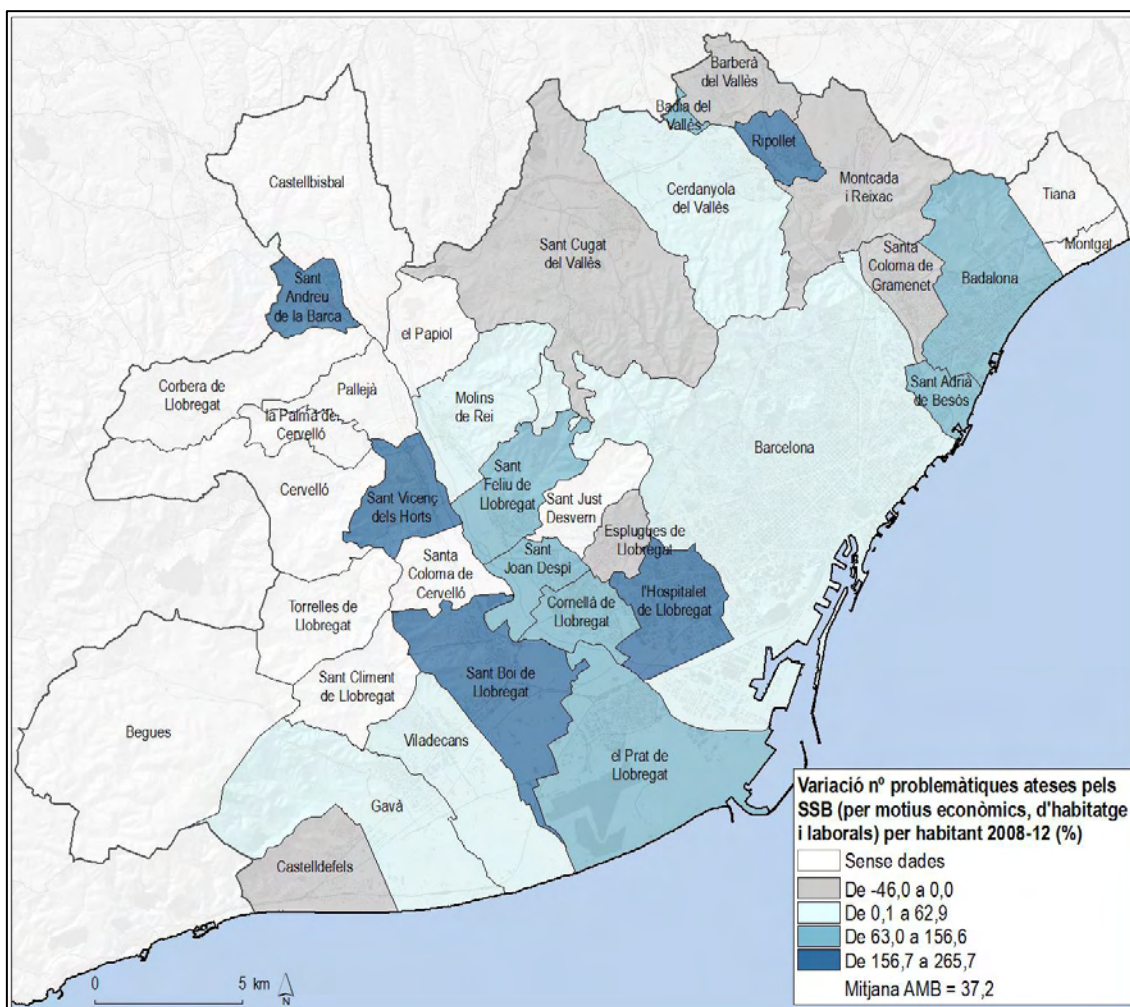 Barberà
del Vallès
Badia del
Vallès
Ripollet
Castellbisbal
Cerdanyola
del Vallès
Montcada
i Reixac
Tiana
Montgat
Sant Cugat
del Vallès
Santa
Coloma de
Gramenet
Badalona
Sant
Andreu
de la Barca
el Papiol
Corbera de
Llobregat
Pallejà
la Palma de
Cervelló
Molins
de Rei
Sant Adrià
de Besòs
Barcelona
Cervelló
Sant Vicenç
dels Horts
Sant
Feliu de
Llobregat
Sant Just
Desvern
Esplugues de
Llobregat
Santa
Coloma de
Cervelló
Sant
Joan Despí
Cornellà de
Llobregat
l'Hospitalet
de Llobregat
Torrelles de
Llobregat
Sant Climent
de Llobregat
Sant Boi de
Llobregat
Begues
Viladecans
el Prat de
Llobregat
Gavà
Castelldefels
Variació nº problemàtiques ateses pels
SSB (per motius econòmics, d'habitatge
i laborals) per habitant 2008-12 (%)
Sense dades
De -46,0 a 0,0
De 0,1 a 62,9
De 63,0 a 156,6
De 156,7 a 265,7
Mitjana AMB = 37,2
0 5 km
N